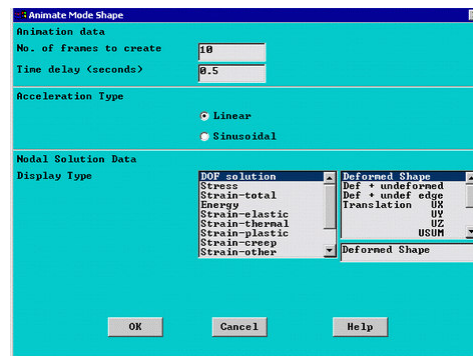 Animate Mode Shape
Animation data
No. of frames to create 10
Time delay (seconds) 0.5
Acceleration Type
Linear
Sinusoidal
Nodal Solution Data
Display Type
DOF solution
Stress
Strain-total
Energy
Strain-elastic
Strain-thermal
Strain-plastic
Strain-creep
Strain-other
Deformed Shape
Def + undeformed
Def + undef edge
Translation UX
UY
UZ
USUM
Deformed Shape
OK Cancel Help